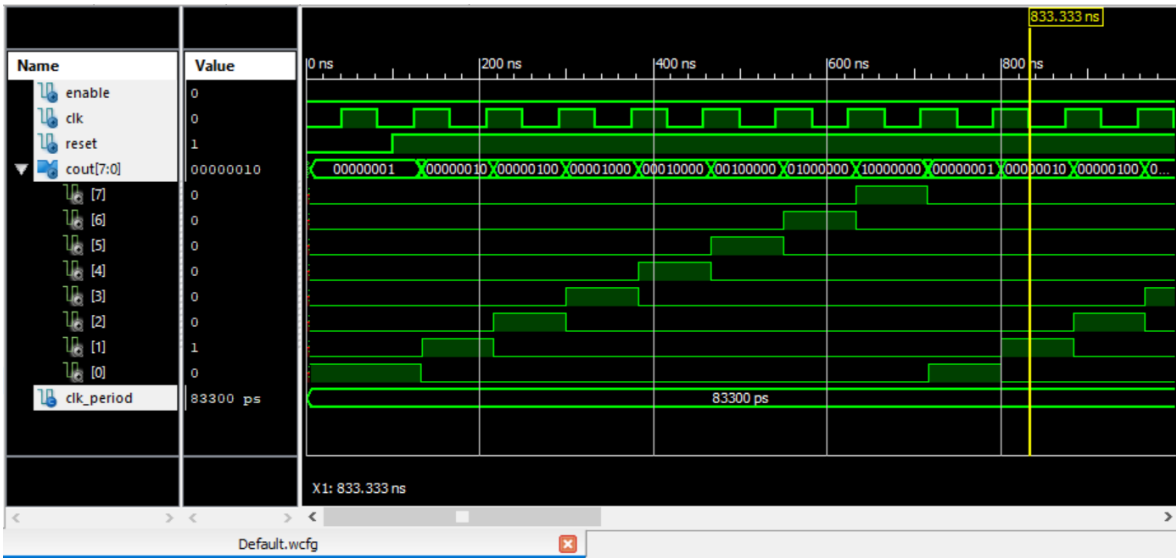 833.333 ns
Name Value 0 ns 200 ns 400 ns 600 ns 800 ns
enable 0
clk 0
reset 1
cout[7:0] 00000010 00000001 00000010 00000100 00001000 00010000 00100000 01000000 10000000 00000001 00000010 00000100 0...
[7] 0
[6] 0
[5] 0
[4] 0
[3] 0
[2] 0
[1] 1
[0] 0
clk_period 83300 ps 83300 ps
X1: 833.333 ns
Default.wcfg